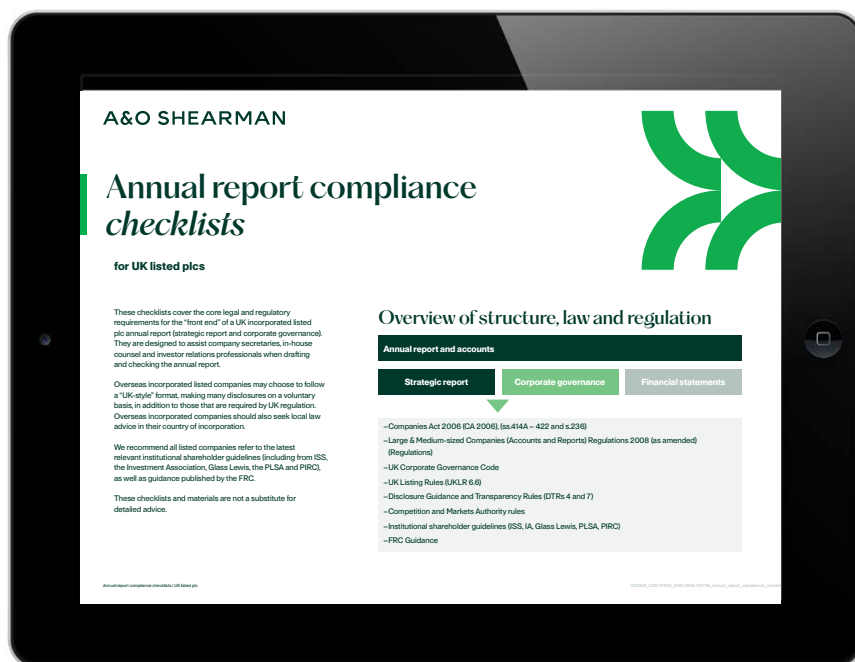 A&O SHEARMAN
Annual report compliance
checklists
for UK listed plcs
These checklists cover the core legal and regulatory
requirements for the “front end” of a UK incorporated listed
plc annual report (strategic report and corporate governance).
They are designed to assist company secretaries, in-house
counsel and investor relations professionals when drafting
and checking the annual report.
Overseas incorporated listed companies may choose to follow
a “UK-style” format, making many disclosures on a voluntary
basis, in addition to those that are required by UK regulation.
Overseas incorporated companies should also seek local law
advice in their country of incorporation.
We recommend all listed companies refer to the latest
relevant institutional shareholder guidelines (including from ISS,
the Investment Association, Glass Lewis, the PLSA and PIRC),
as well as guidance published by the FRC.
These checklists and materials are not a substitute for
detailed advice.
Overview of structure, law and regulation
Annual report and accounts
Strategic report
Corporate governance
Financial statements
–Companies Act 2006 (CA 2006), (ss.414A – 422 and s.236)
–Large & Medium-sized Companies (Accounts and Reports) Regulations 2008 (as amended)
(Regulations)
–UK Corporate Governance Code
–UK Listing Rules (UKLR 6.6)
–Disclosure Guidance and Transparency Rules (DTRs 4 and 7)
–Competition and Markets Authority rules
–Institutional shareholder guidelines (ISS, IA, Glass Lewis, PLSA, PIRC)
–FRC Guidance
Annual report compliance checklists | UK listed plc